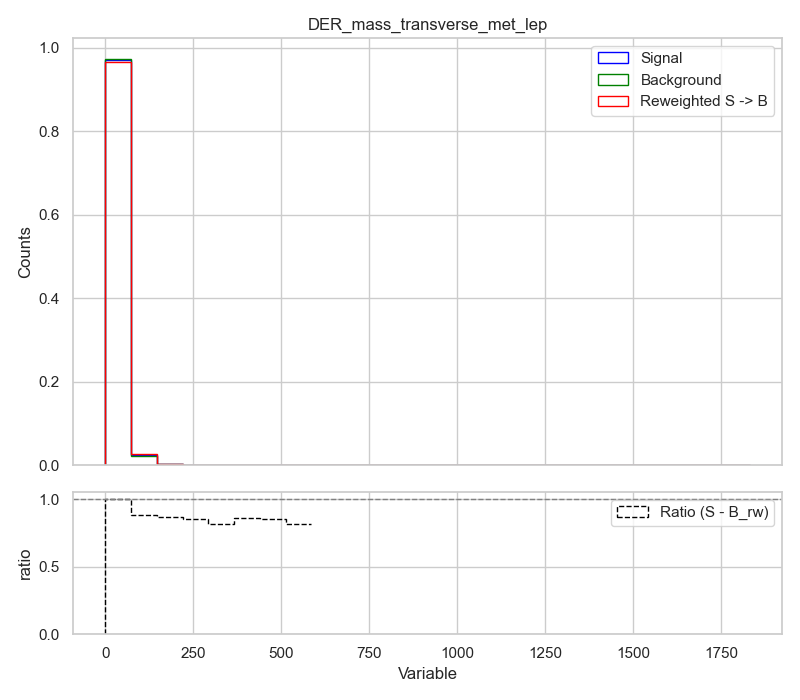 DER_mass_transverse_met_lep
1.0
0.8
0.6
0.4
0.2
0.0
Counts
Signal
Background
Reweighted S -> B
1.0
0.5
0.0
ratio
Ratio (S - B_rw)
0 250 500 750 1000 1250 1500 1750
Variable